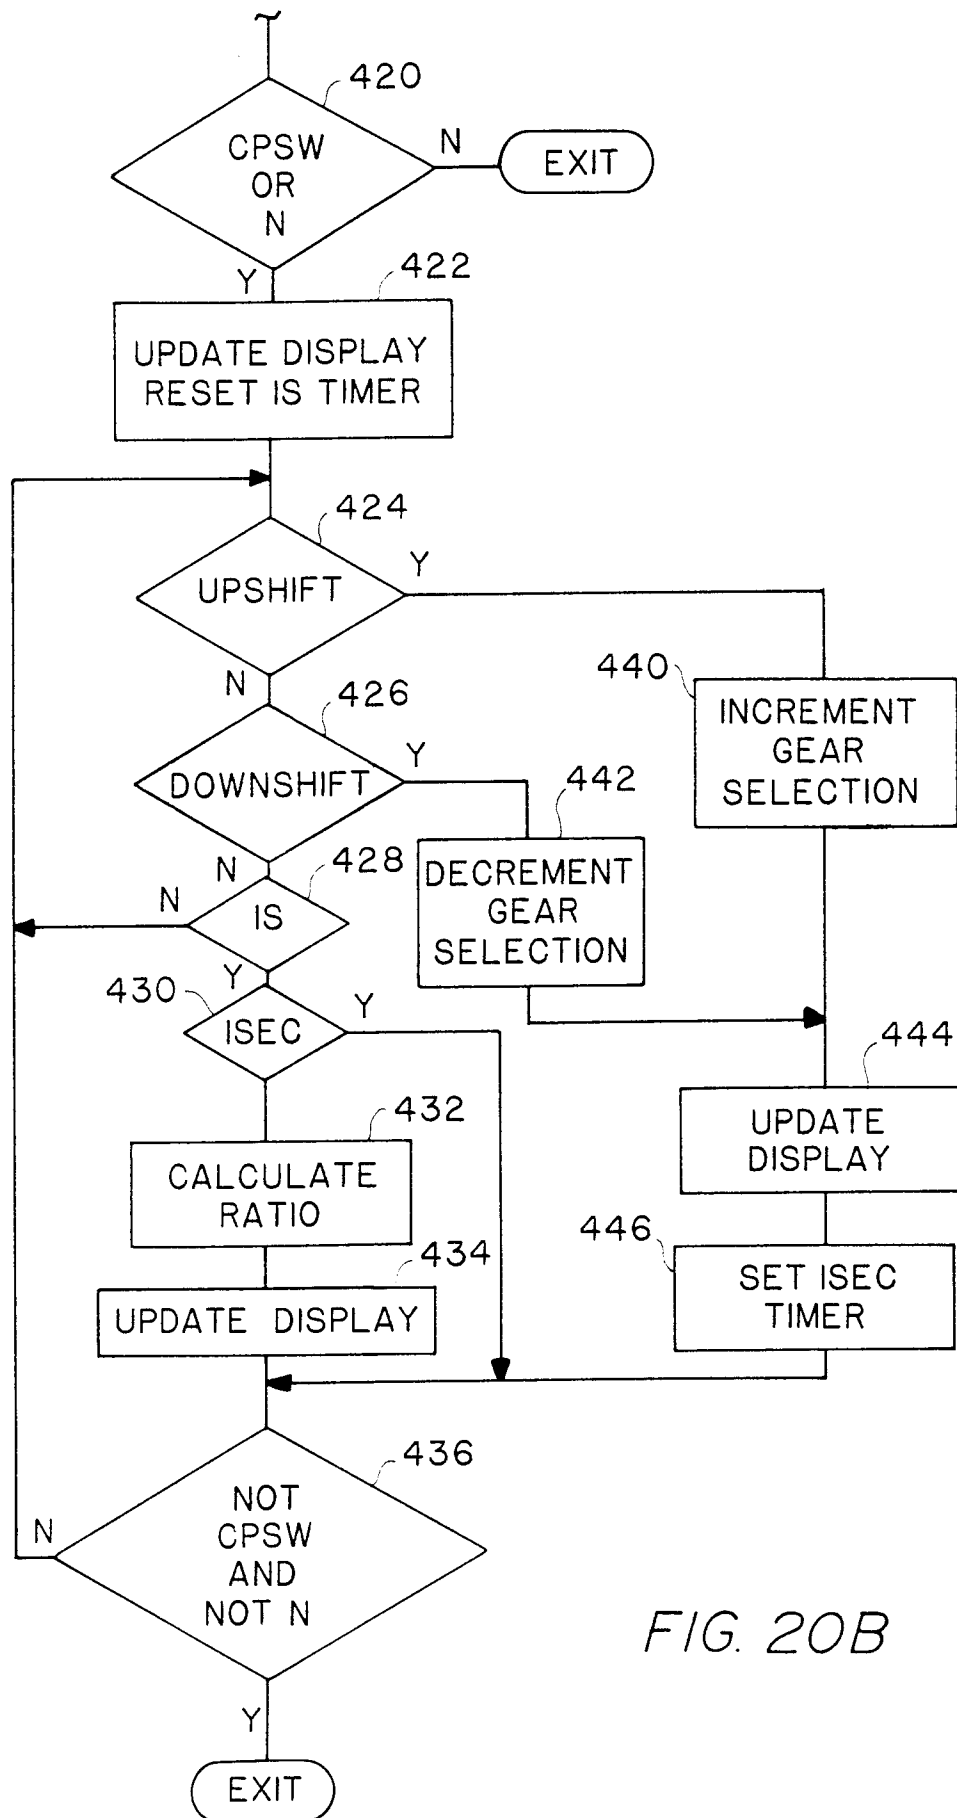 420
CPSW
OR
N
N
EXIT
Y
422
UPDATE DISPLAY
RESET IS TIMER
424
UPSHIFT
Y
N
426
DOWNSHIFT
Y
440
INCREMENT
GEAR
SELECTION
442
DECREMENT
GEAR
SELECTION
N
428
IS
N
Y
430
ISEC
Y
432
CALCULATE
RATIO
434
UPDATE DISPLAY
444
UPDATE
DISPLAY
446
SET ISEC
TIMER
436
NOT
CPSW
AND
NOT N
N
Y
EXIT
FIG. 20B